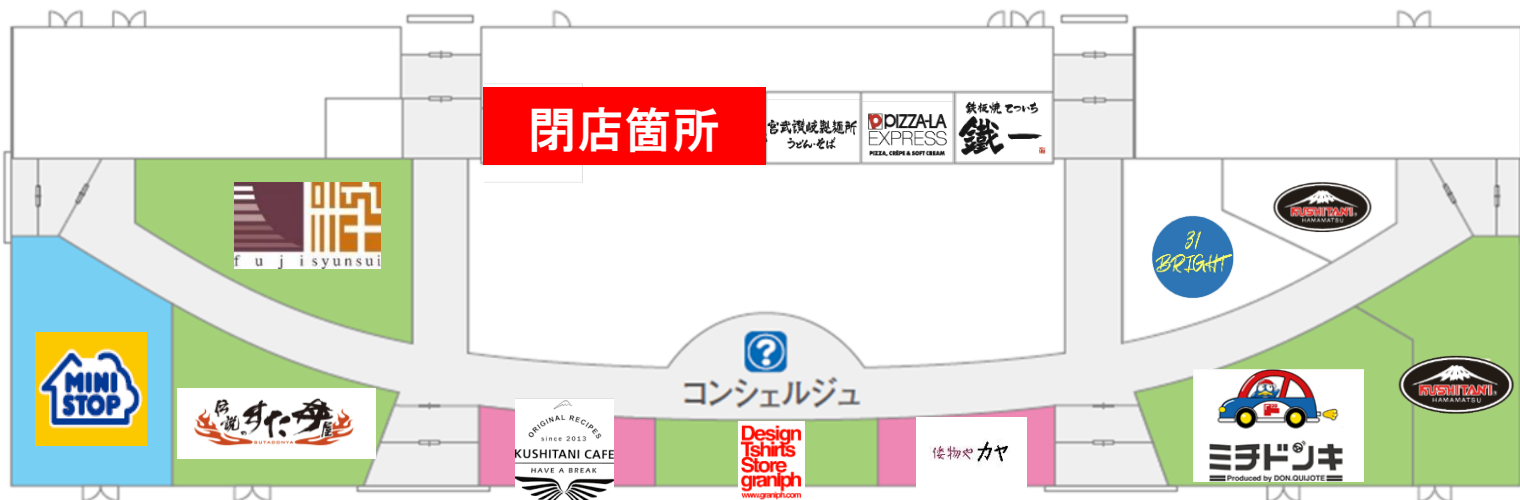 閉店箇所
宮武讃岐製麺所
うどん・そば
PIZZA-LA
EXPRESS
PIZZA, CRÊPE & SOFT CREAM
鉄板焼 てついち
鐵一
fujisyunsui
31
BRIGHT
KUSHITANI
HAMAMATSU
MINI
STOP
伝説のすた丼屋
SUTADONYA
?
コンシェルジュ
ORIGINAL RECIPES
since 2013
KUSHITANI CAFE
HAVE A BREAK
Design
Tshirts
Store
graniph
www.graniph.com
倭物や カヤ
ミチドンキ
Produced by DON.QUIJOTE
KUSHITANI
HAMAMATSU